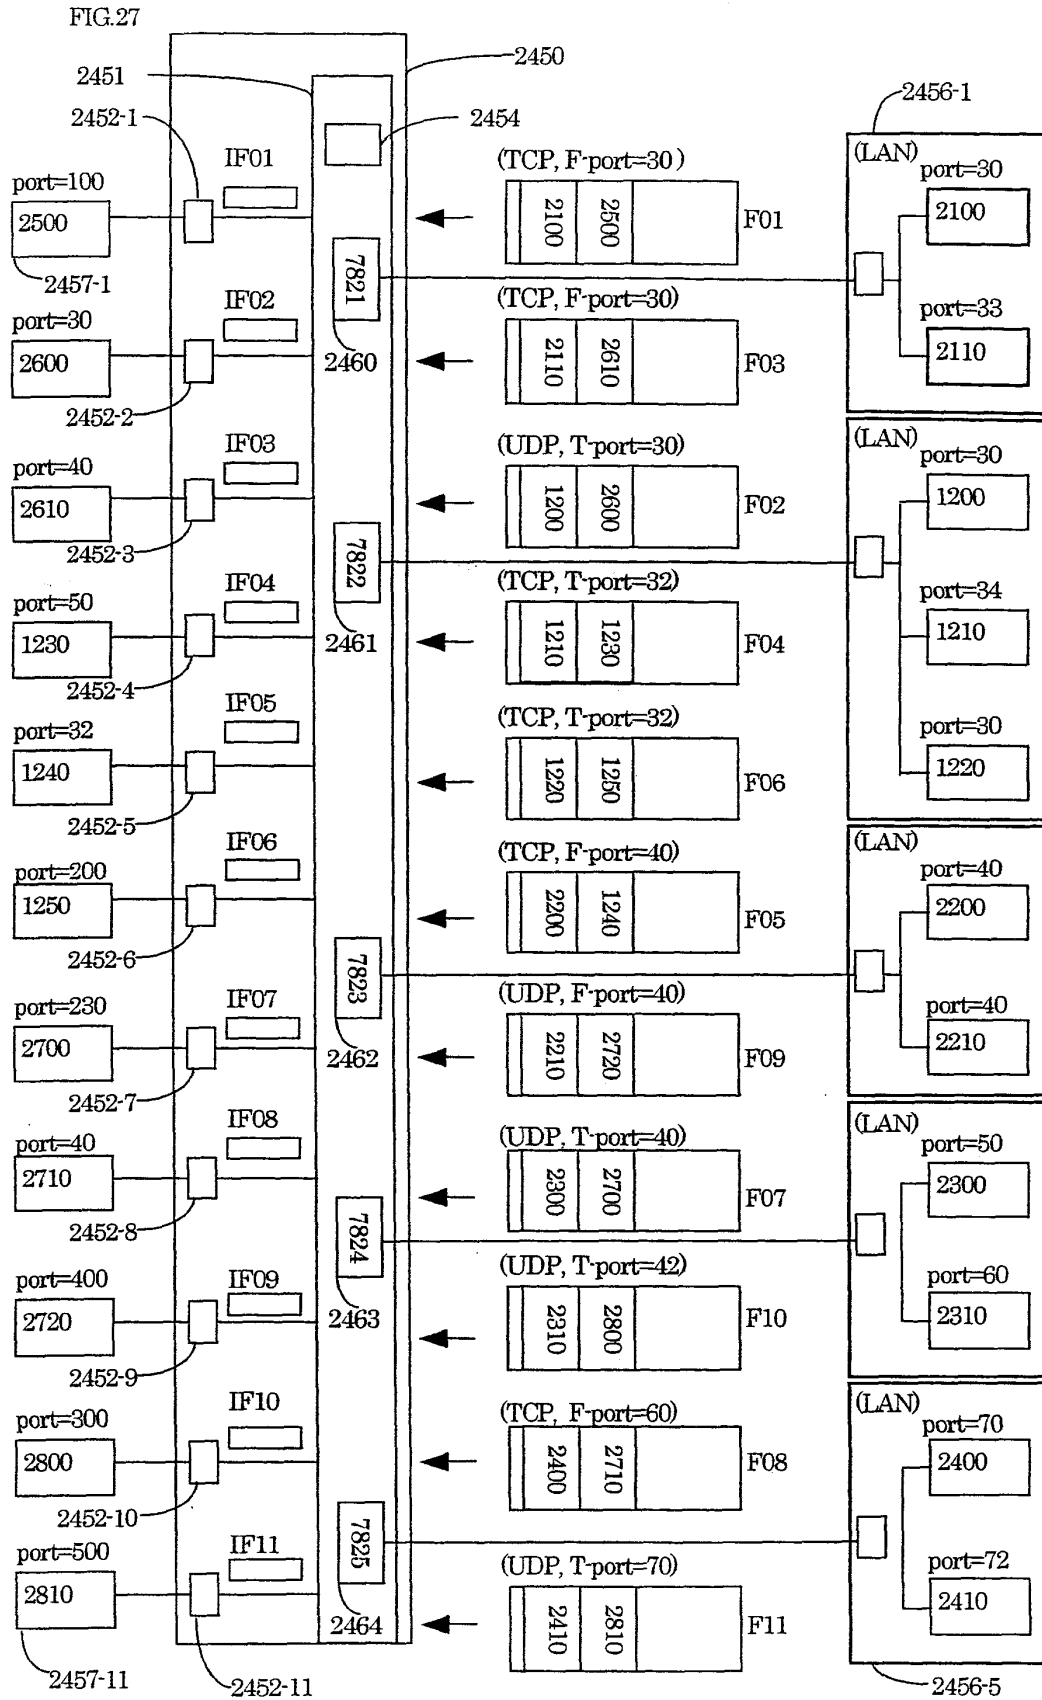 FIG.27
2450
2451
2452-1
2454
2456-1
IF01
port=100
2500
2457-1
7821
2460
(TCP, F-port=30 )
2100
2500
F01
(LAN)
port=30
2100
port=33
2110
IF02
port=30
2600
2452-2
(TCP, F-port=30)
2110
2610
F03
IF03
port=40
2610
2452-3
7822
2461
(UDP, T-port=30)
1200
2600
F02
(LAN)
port=30
1200
port=34
1210
port=30
1220
IF04
port=50
1230
2452-4
(TCP, T-port=32)
1210
1230
F04
IF05
port=32
1240
2452-5
(TCP, T-port=32)
1220
1250
F06
IF06
port=200
1250
2452-6
7823
2462
(TCP, F-port=40)
2200
1240
F05
(LAN)
port=40
2200
port=40
2210
IF07
port=230
2700
2452-7
(UDP, F-port=40)
2210
2720
F09
IF08
port=40
2710
2452-8
7824
2463
(UDP, T-port=40)
2300
2700
F07
(LAN)
port=50
2300
port=60
2310
IF09
port=400
2720
2452-9
(UDP, T-port=42)
2310
2800
F10
IF10
port=300
2800
2452-10
(TCP, F-port=60)
2400
2710
F08
(LAN)
port=70
2400
port=72
2410
IF11
port=500
2810
2457-11
2452-11
7825
2464
(UDP, T-port=70)
2410
2810
F11
2456-5